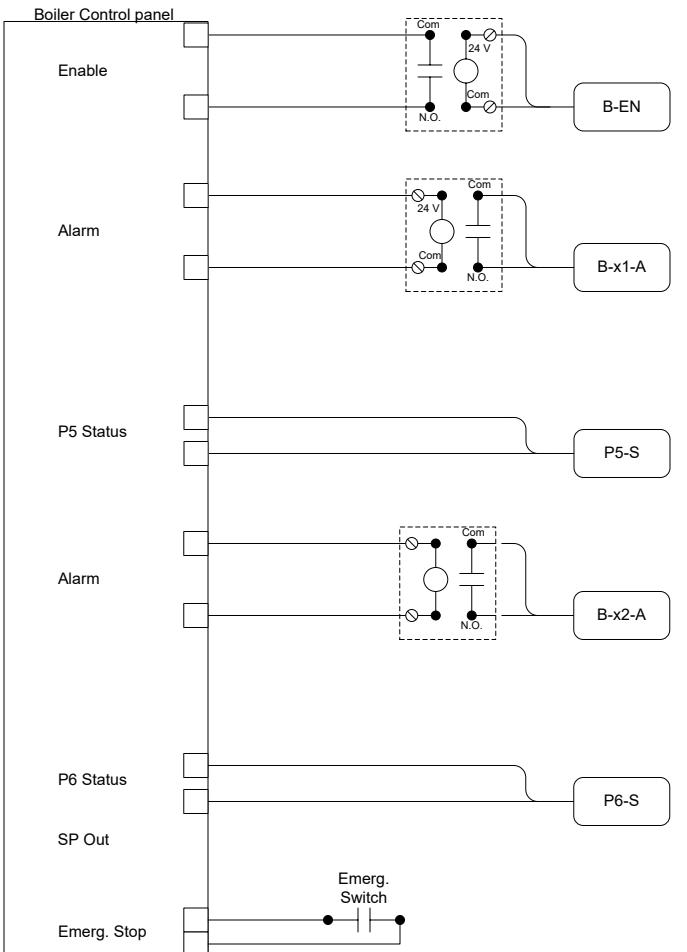 Boiler Control panel
Com
24 V
Enable
Com
N.O.
B-EN
Com
24 V
Alarm
Com
N.O.
B-x1-A
P5 Status
P5-S
Com
Alarm
N.O.
B-x2-A
P6 Status
P6-S
SP Out
Emerg.
Switch
Emerg. Stop